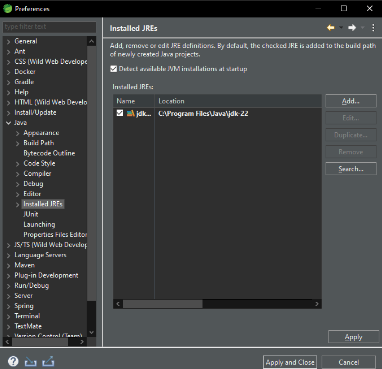 Preferences
type filter text
Installed JREs
General
Ant
CSS (Wild Web Develope
Docker
Gradle
Help
HTML (Wild Web Develo
Install/Update
Java
Appearance
Build Path
Bytecode Outline
Code Style
Compiler
Debug
Editor
Installed JREs
JUnit
Launching
Properties Files Editor
JS/TS (Wild Web Develop
Language Servers
Maven
Plug-in Development
Run/Debug
Server
Spring
Terminal
TextMate
Version Control (Team)
Add, remove or edit JRE definitions. By default, the checked JRE is added to the build path
of newly created Java projects.
Detect available JVM installations at startup
Installed JREs:
Name Location
jdk... C:\Program Files\Java\jdk-22
Add...
Edit...
Duplicate...
Remove
Search...
Apply
Apply and Close
Cancel